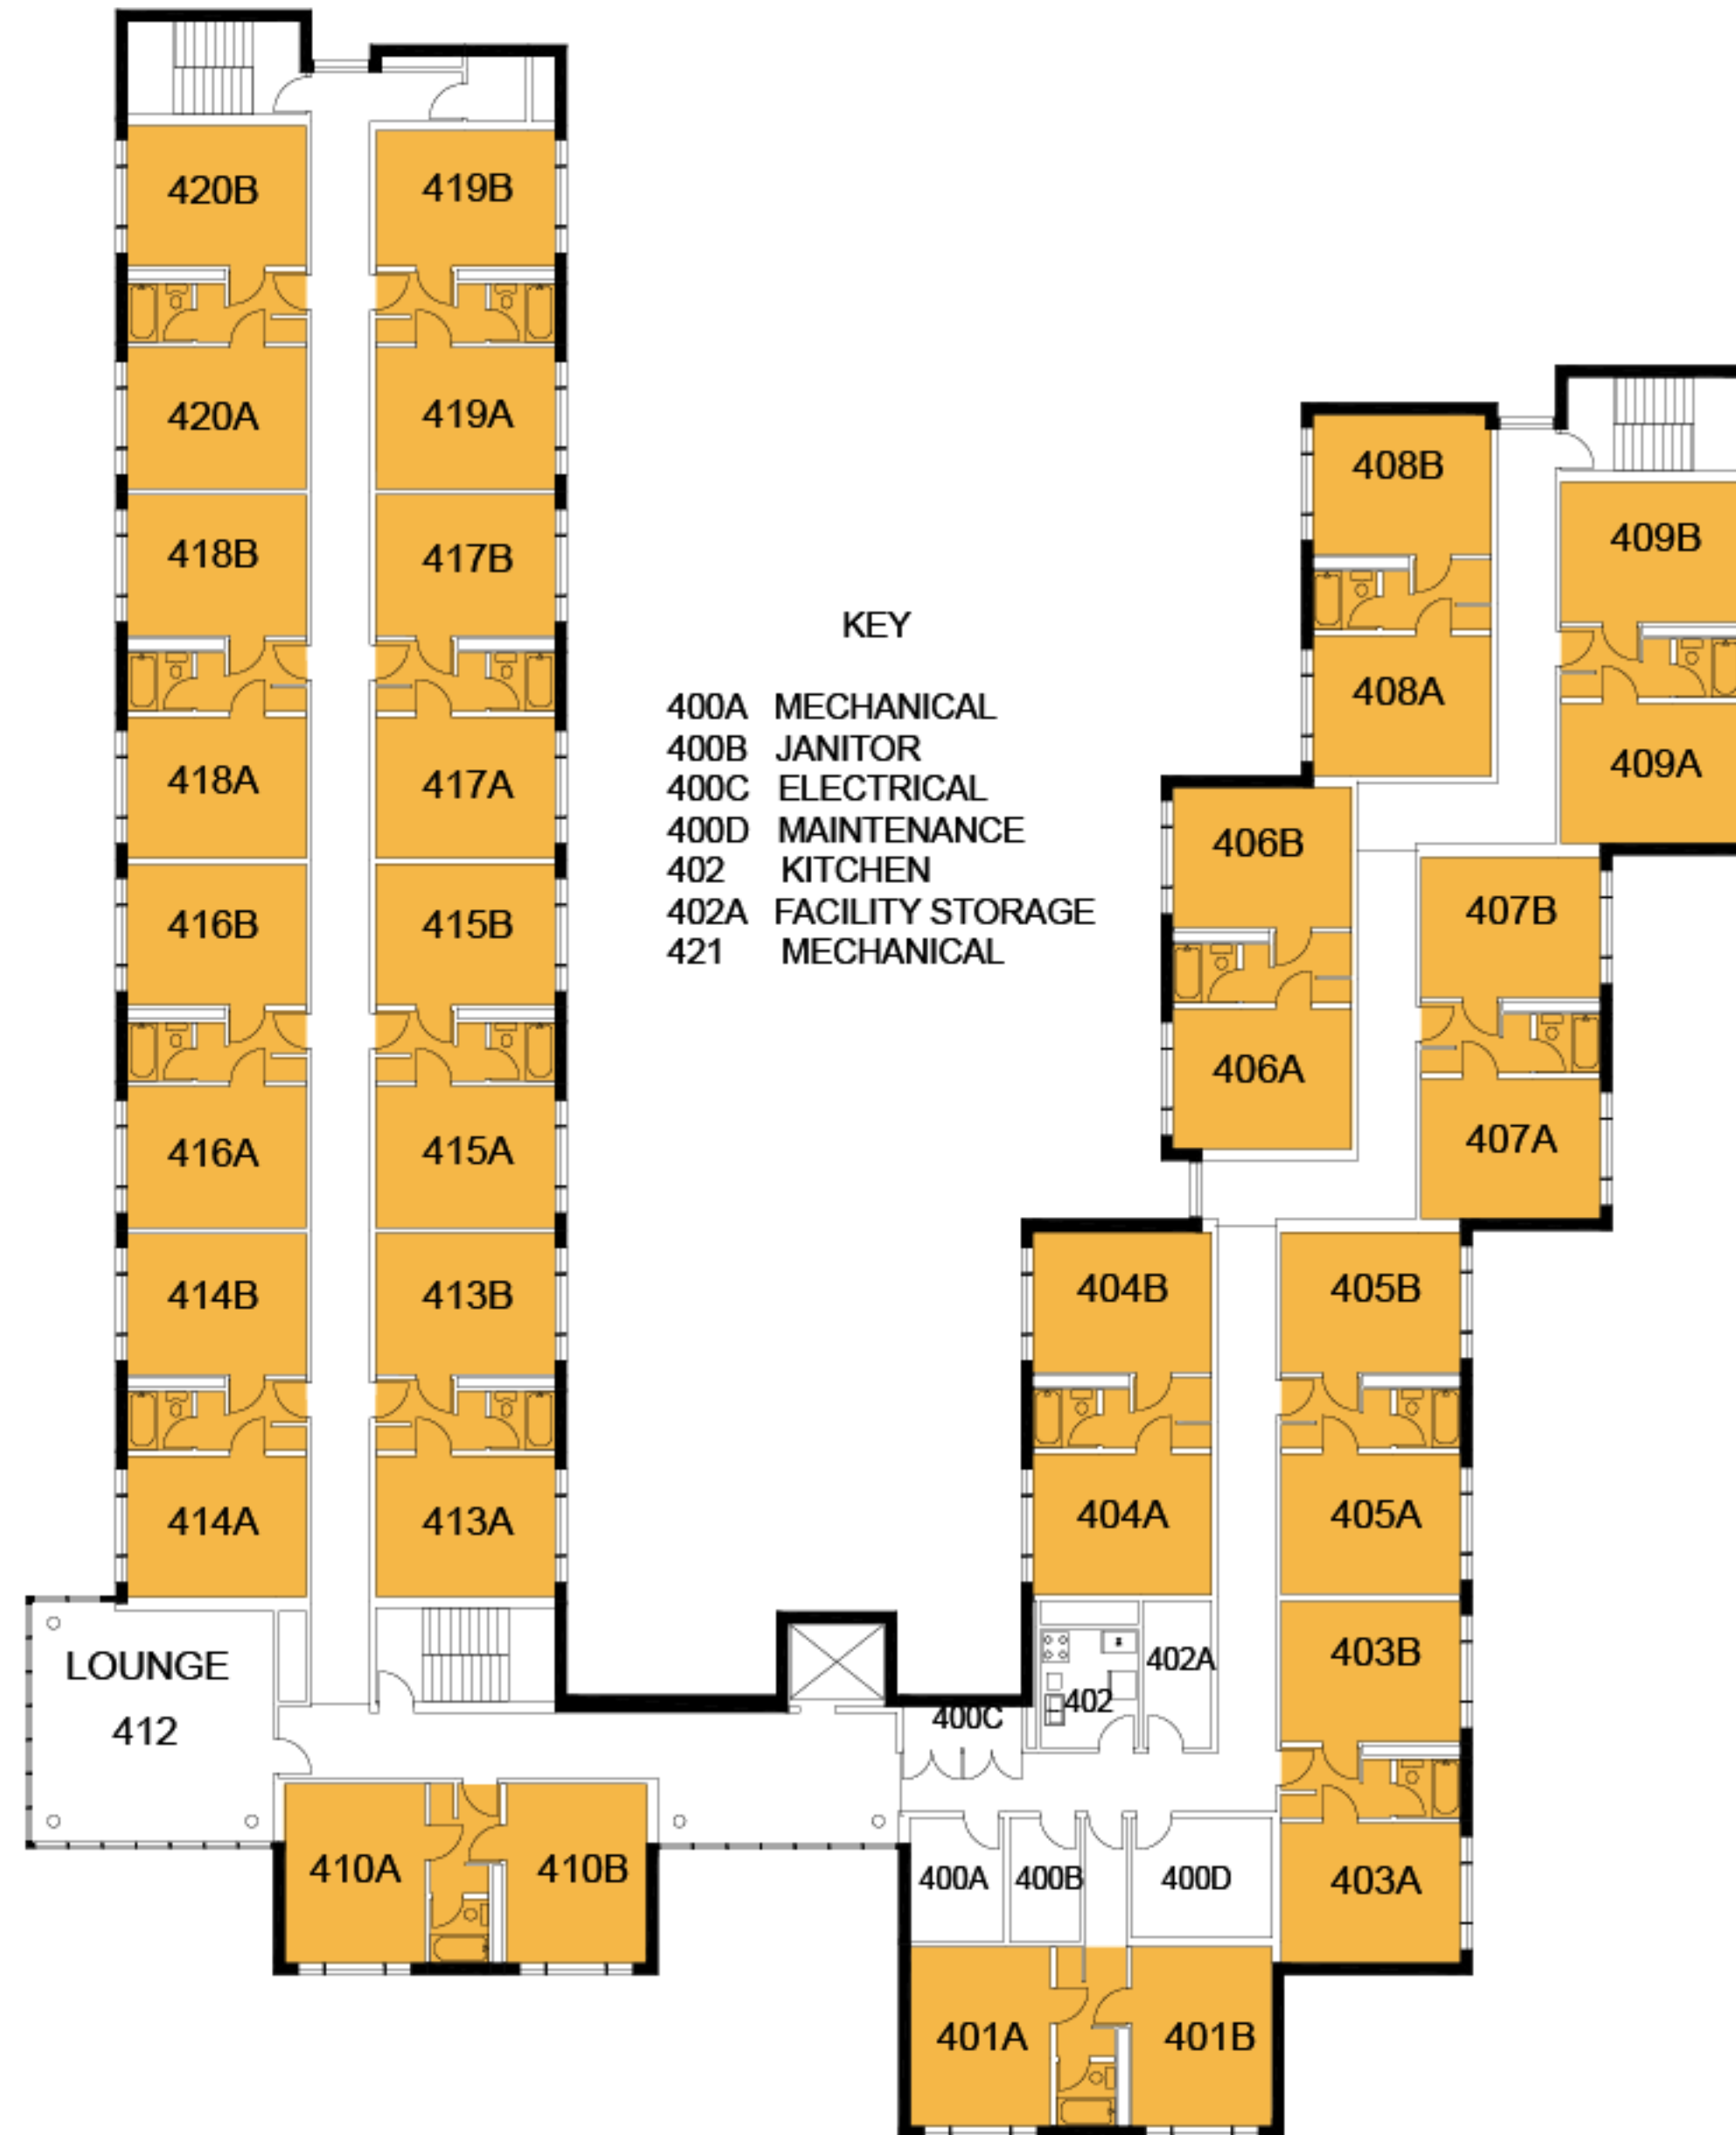 420B 419B
420A 419A
408B
409B
418B 417B
KEY
408A
400A MECHANICAL
400B JANITOR
400C ELECTRICAL
400D MAINTENANCE
402 KITCHEN
402A FACILITY STORAGE
421 MECHANICAL
409A
418A 417A
406B
407B
416B 415B
406A
407A
416A 415A
404B 405B
414B 413B
404A 405A
414A 413A
LOUNGE
412
402A
403B
402
400C
410A 410B
400A 400B 400D
403A
401A 401B